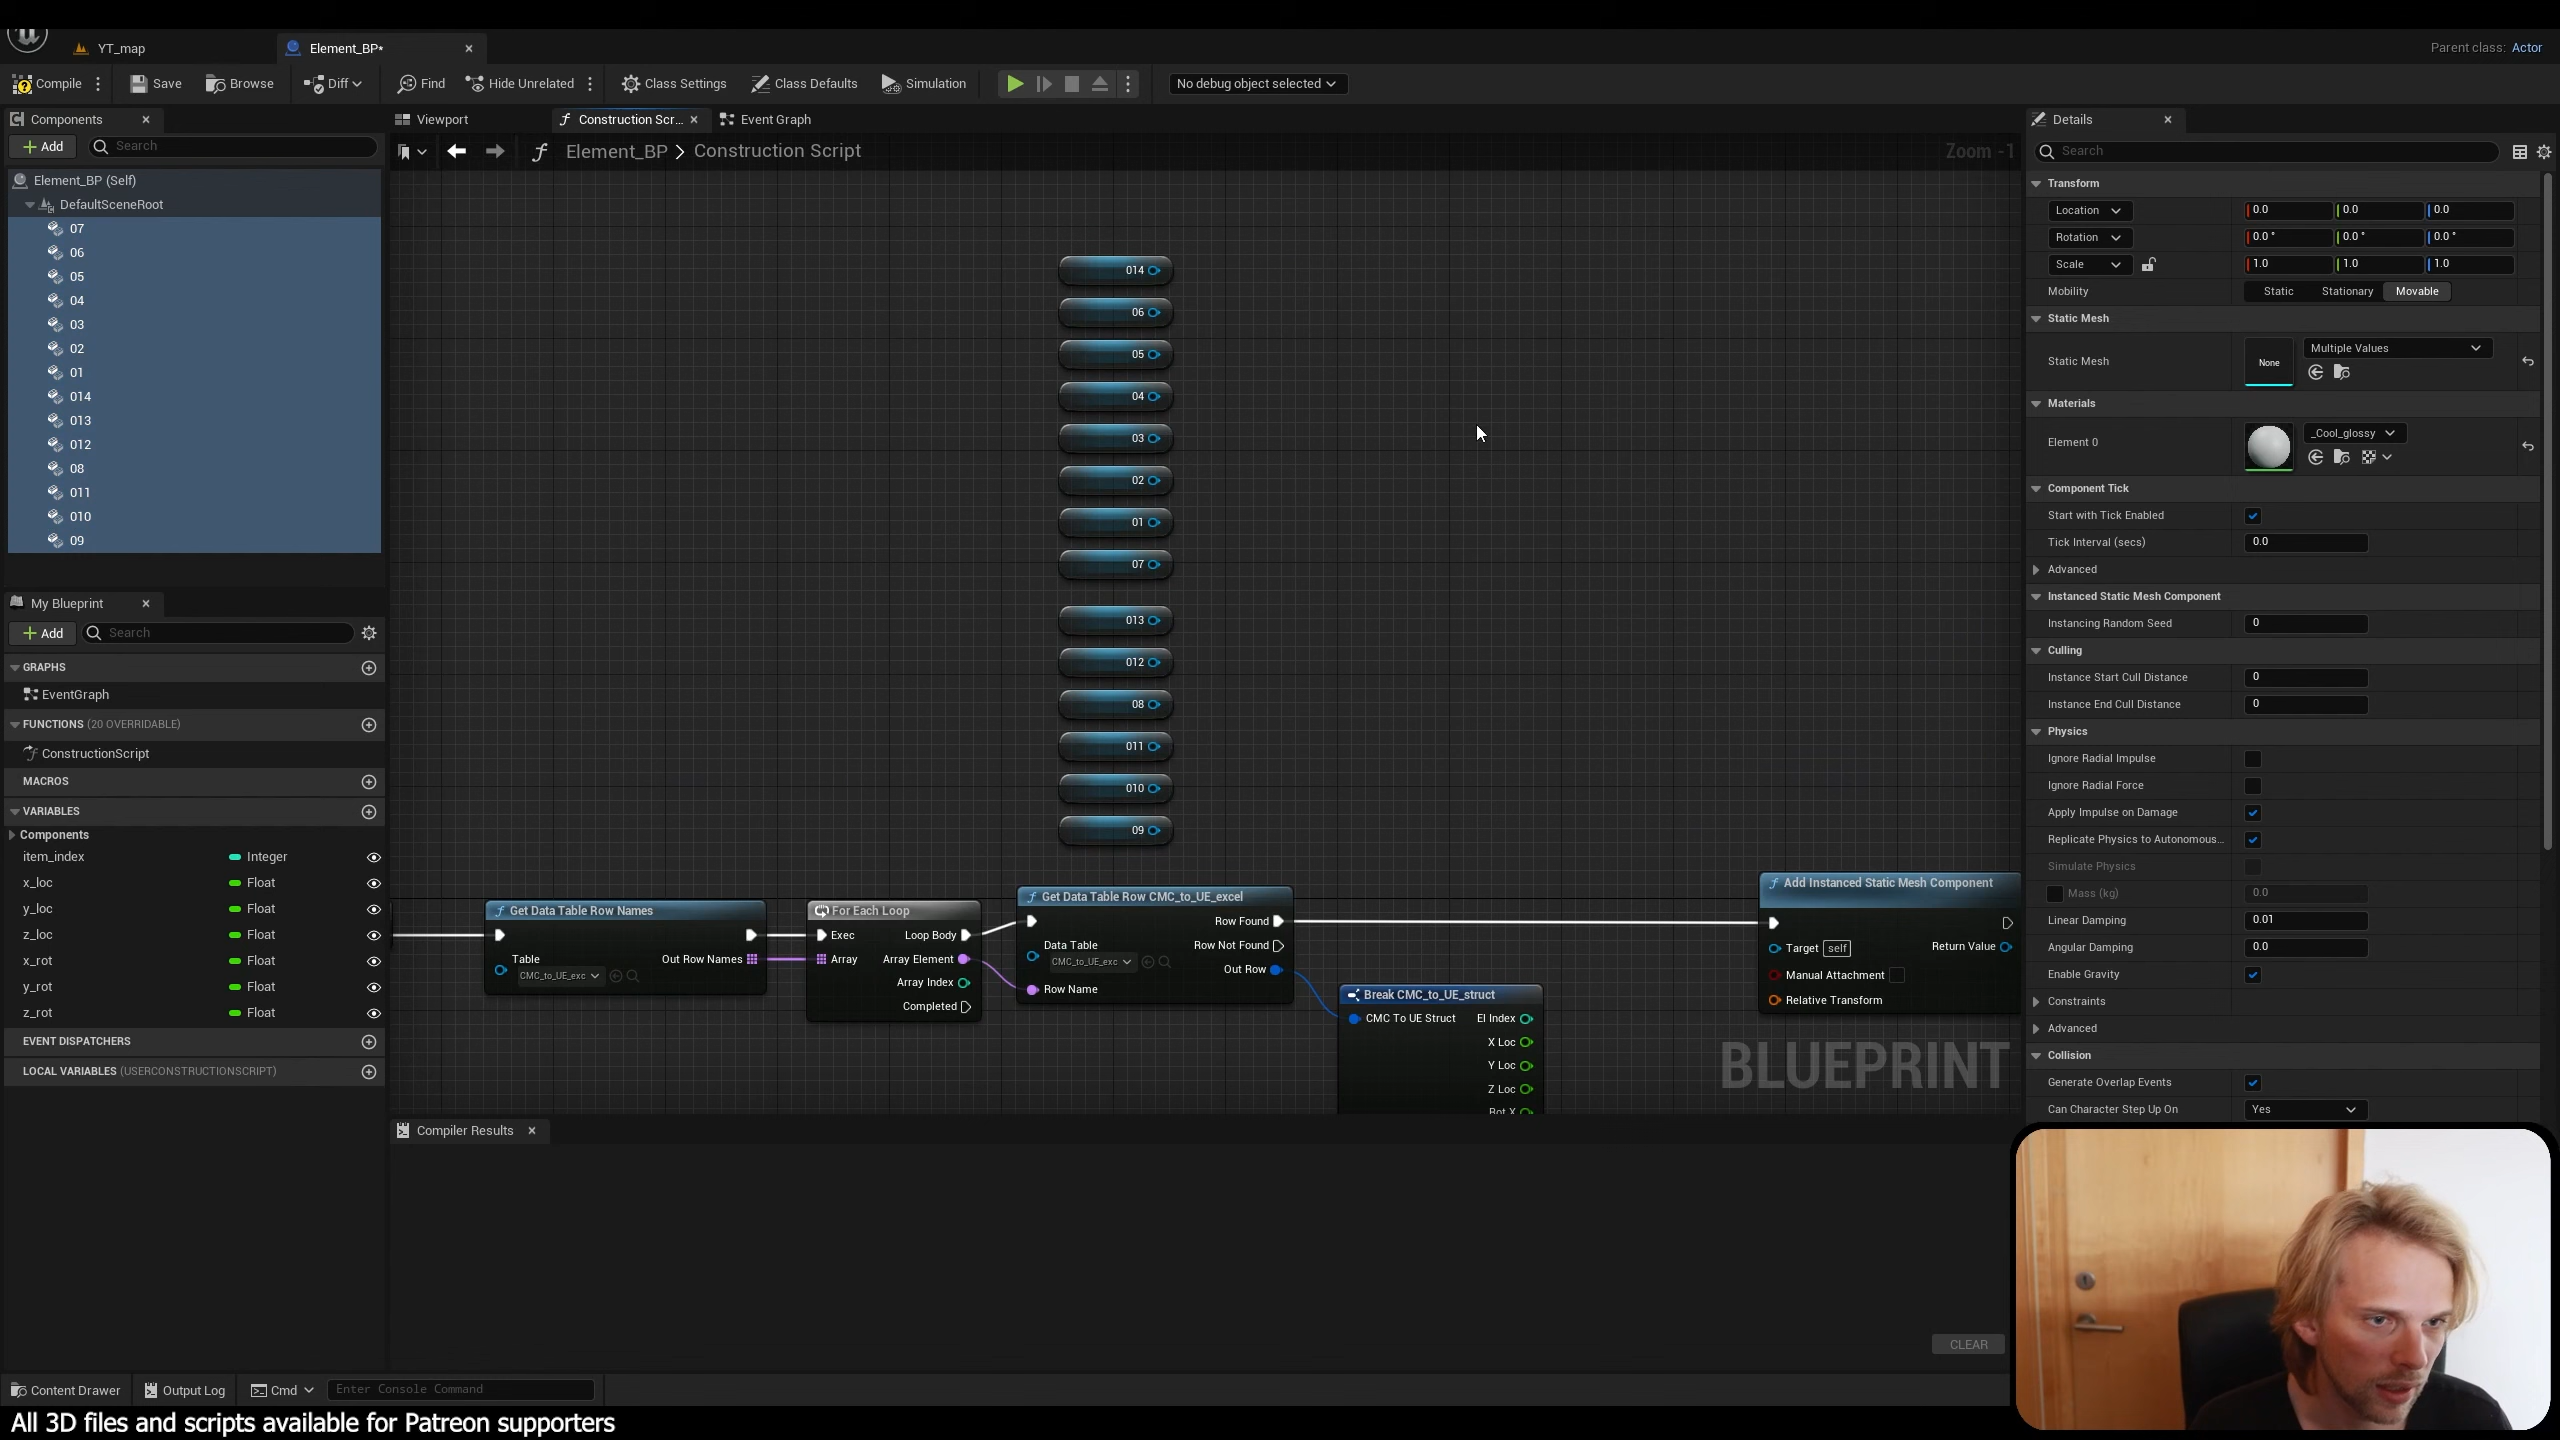 YT_map
Element_BP*
Parent class: Actor
Compile
Save
Browse
Diff
Find
Hide Unrelated
Class Settings
Class Defaults
Simulation
No debug object selected
Components
Add
Search
Element_BP (Self)
DefaultSceneRoot
07
06
05
04
03
02
01
014
013
012
08
011
010
09
My Blueprint
Add
Search
GRAPHS
EventGraph
FUNCTIONS (20 OVERRIDABLE)
ConstructionScript
MACROS
VARIABLES
Components
item_index Integer
x_loc Float
y_loc Float
z_loc Float
x_rot Float
y_rot Float
z_rot Float
EVENT DISPATCHERS
LOCAL VARIABLES (USERCONSTRUCTIONSCRIPT)
Viewport
Construction Scr...
Event Graph
Element_BP > Construction Script
Zoom -1
014
06
05
04
03
02
01
07
013
012
08
011
010
09
Get Data Table Row Names
Table
CMC_to_UE_exc
Out Row Names
For Each Loop
Exec Loop Body
Array Array Element
Array Index
Completed
Get Data Table Row CMC_to_UE_excel
Row Found
Data Table Row Not Found
CMC_to_UE_exc
Out Row
Row Name
Break CMC_to_UE_struct
CMC To UE Struct El Index
X Loc
Y Loc
Z Loc
Rot X
Add Instanced Static Mesh Component
Target self Return Value
Manual Attachment
Relative Transform
BLUEPRINT
Compiler Results
CLEAR
Details
Search
Transform
Location 0.0 0.0 0.0
Rotation 0.0 ° 0.0 ° 0.0 °
Scale 1.0 1.0 1.0
Mobility Static Stationary Movable
Static Mesh
Static Mesh None Multiple Values
Materials
Element 0 _Cool_glossy
Component Tick
Start with Tick Enabled
Tick Interval (secs) 0.0
Advanced
Instanced Static Mesh Component
Instancing Random Seed 0
Culling
Instance Start Cull Distance 0
Instance End Cull Distance 0
Physics
Ignore Radial Impulse
Ignore Radial Force
Apply Impulse on Damage
Replicate Physics to Autonomous...
Simulate Physics
Mass (kg) 0.0
Linear Damping 0.01
Angular Damping 0.0
Enable Gravity
Constraints
Advanced
Collision
Generate Overlap Events
Can Character Step Up On Yes
Content Drawer
Output Log
Cmd
Enter Console Command
All 3D files and scripts available for Patreon supporters